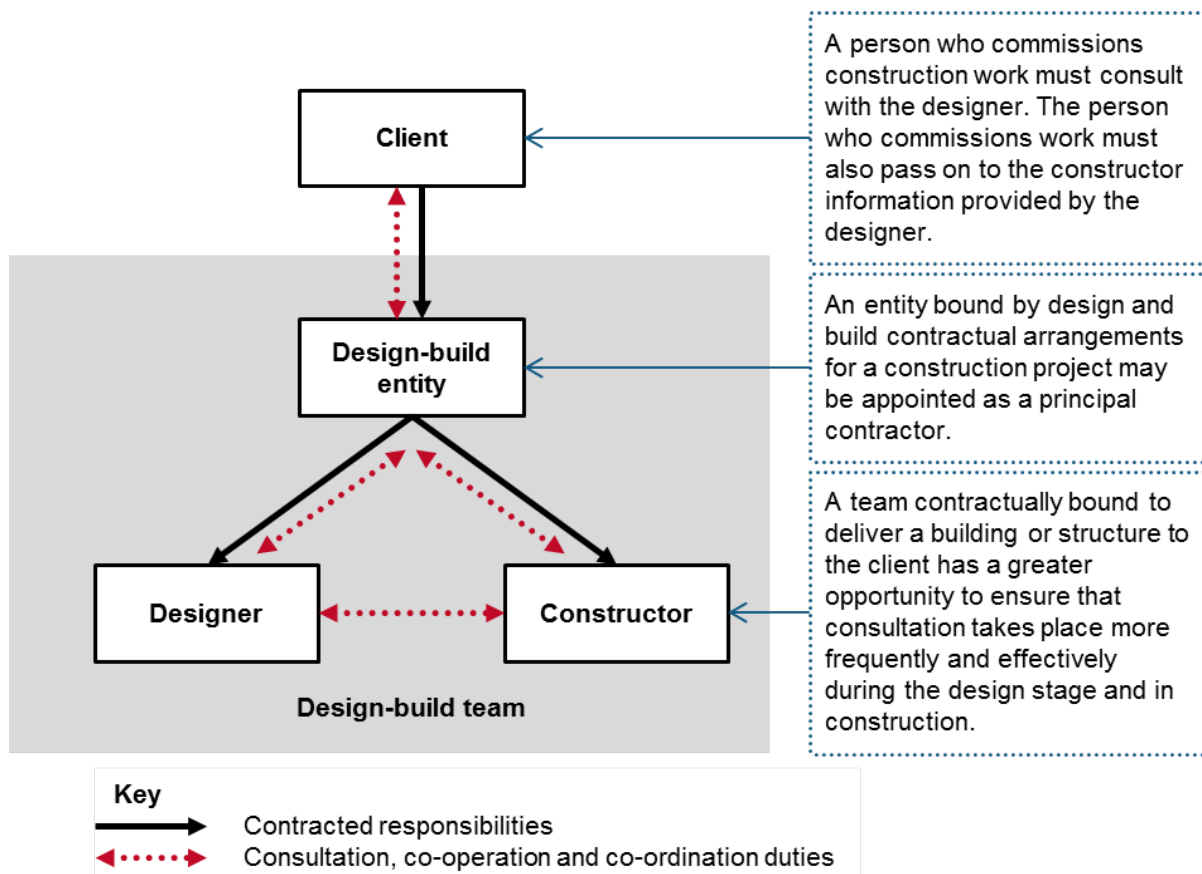 Client
A person who commissions
construction work must consult
with the designer. The person
who commissions work must
also pass on to the constructor
information provided by the
designer.
Design-build
entity
An entity bound by design and
build contractual arrangements
for a construction project may
be appointed as a principal
contractor.
Designer
Constructor
A team contractually bound to
deliver a building or structure to
the client has a greater
opportunity to ensure that
consultation takes place more
frequently and effectively
during the design stage and in
construction.
Design-build team
Key
Contracted responsibilities
Consultation, co-operation and co-ordination duties